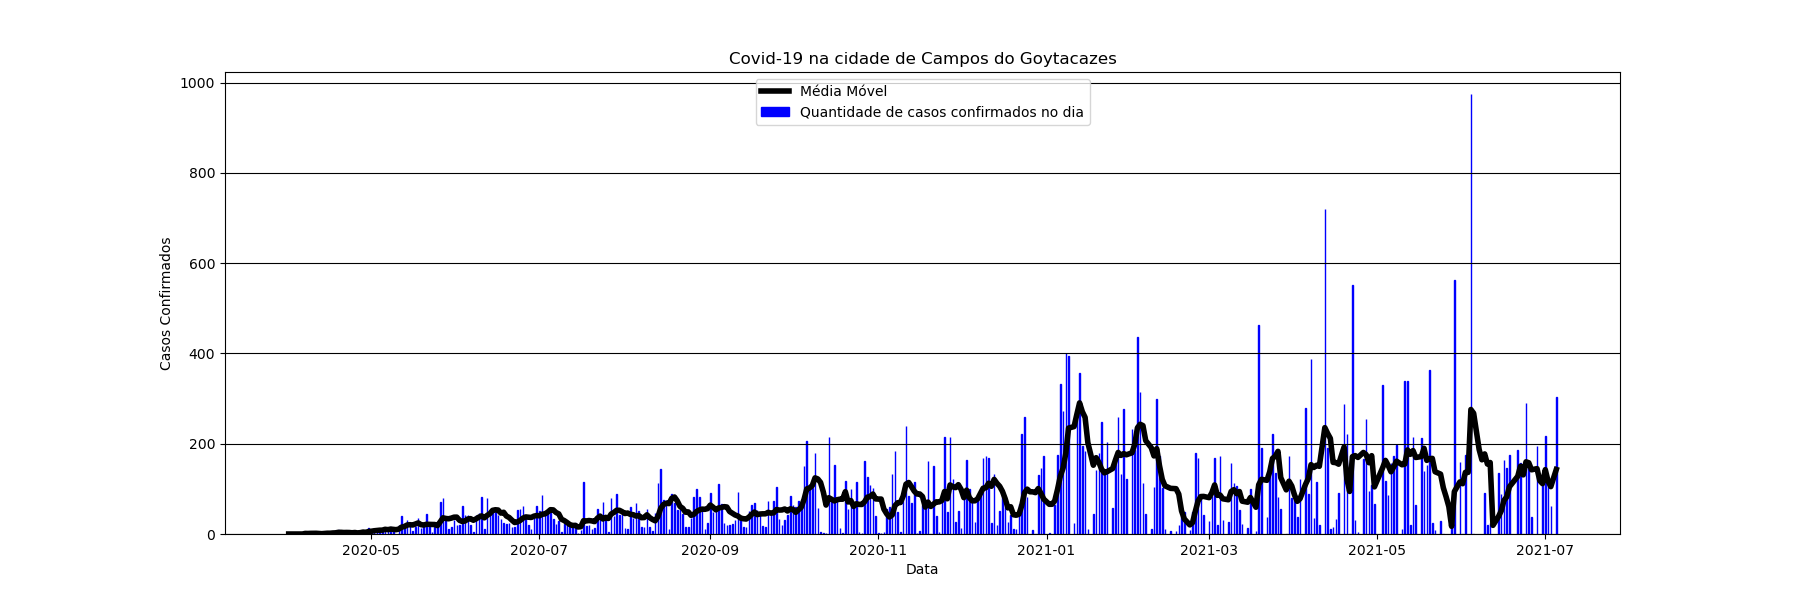 Covid-19 na cidade de Campos do Goytacazes
Média Móvel
Quantidade de casos confirmados no dia
1000
800
600
400
200
0
Casos Confirmados
2020-05 2020-07 2020-09 2020-11 2021-01 2021-03 2021-05 2021-07
Data